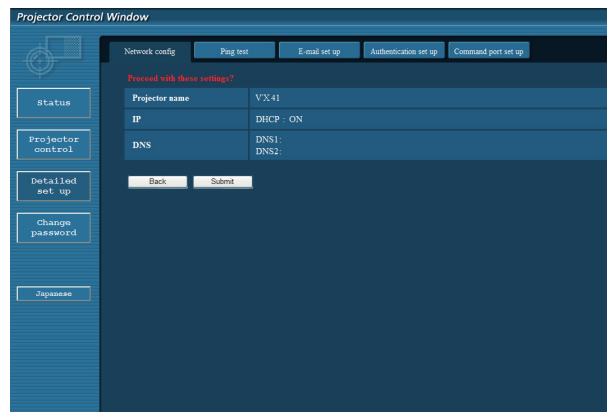 Projector Control Window
Network config
Ping test
E-mail set up
Authentication set up
Command port set up
Proceed with these settings?
Status
Projector control
Detailed set up
Change password
Japanese
Projector name VX41
IP DHCP : ON
DNS DNS1:
DNS2:
Back
Submit